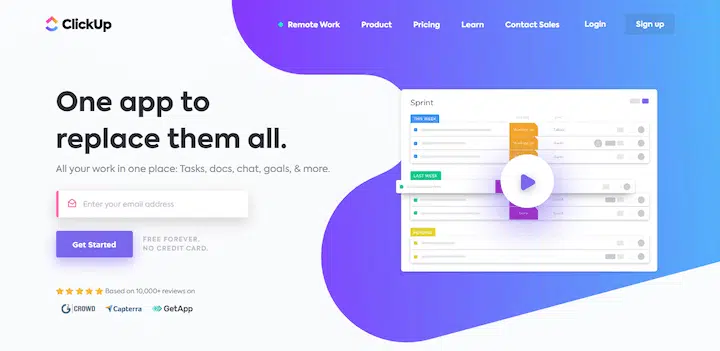 ClickUp
Remote Work
Product
Pricing
Learn
Contact Sales
Login
Sign up
One app to
replace them all.
All your work in one place: Tasks, docs, chat, goals, & more.
Enter your email address
Get Started
FREE FOREVER.
NO CREDIT CARD.
Based on 10,000+ reviews on
G CROWD
Capterra
GetApp
Sprint
THIS WEEK
LAST WEEK